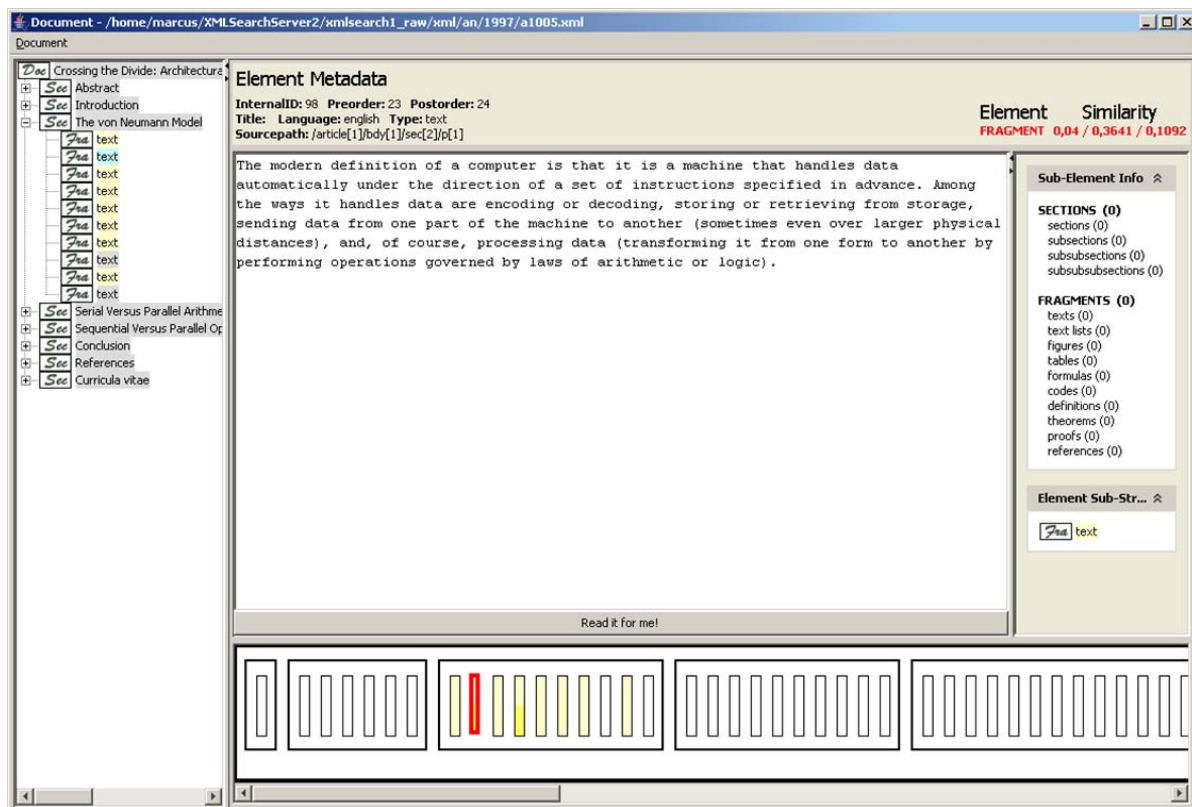 Document - /home/marcus/XMLSearchServer2/xmlsearch1_raw/xml/an/1997/a1005.xml
Document
Doc Crossing the Divide: Architectura
Sec Abstract
Sec Introduction
Sec The von Neumann Model
Fra text
Fra text
Fra text
Fra text
Fra text
Fra text
Fra text
Fra text
Fra text
Fra text
Sec Serial Versus Parallel Arithme
Sec Sequential Versus Parallel Op
Sec Conclusion
Sec References
Sec Curricula vitae
Element Metadata
InternalID: 98 Preorder: 23 Postorder: 24
Title: Language: english Type: text
Sourcepath: /article[1]/bdy[1]/sec[2]/p[1]
Element Similarity
FRAGMENT 0,04 / 0,3641 / 0,1092
The modern definition of a computer is that it is a machine that handles data
automatically under the direction of a set of instructions specified in advance. Among
the ways it handles data are encoding or decoding, storing or retrieving from storage,
sending data from one part of the machine to another (sometimes even over larger physical
distances), and, of course, processing data (transforming it from one form to another by
performing operations governed by laws of arithmetic or logic).
Read it for me!
Sub-Element Info
SECTIONS (0)
sections (0)
subsections (0)
subsubsections (0)
subsubsubsections (0)
FRAGMENTS (0)
texts (0)
text lists (0)
figures (0)
tables (0)
formulas (0)
codes (0)
definitions (0)
theorems (0)
proofs (0)
references (0)
Element Sub-Str...
Fra text